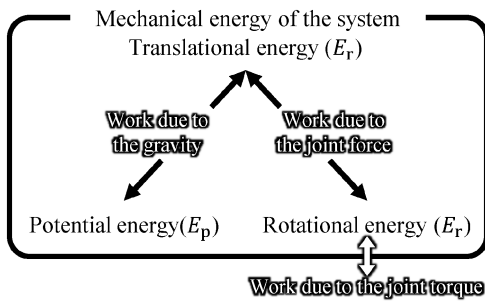 Mechanical energy of the system
Translational energy (Er)
Work due to
the gravity
Work due to
the joint force
Potential energy(Ep)
Rotational energy (Er)
Work due to the joint torque